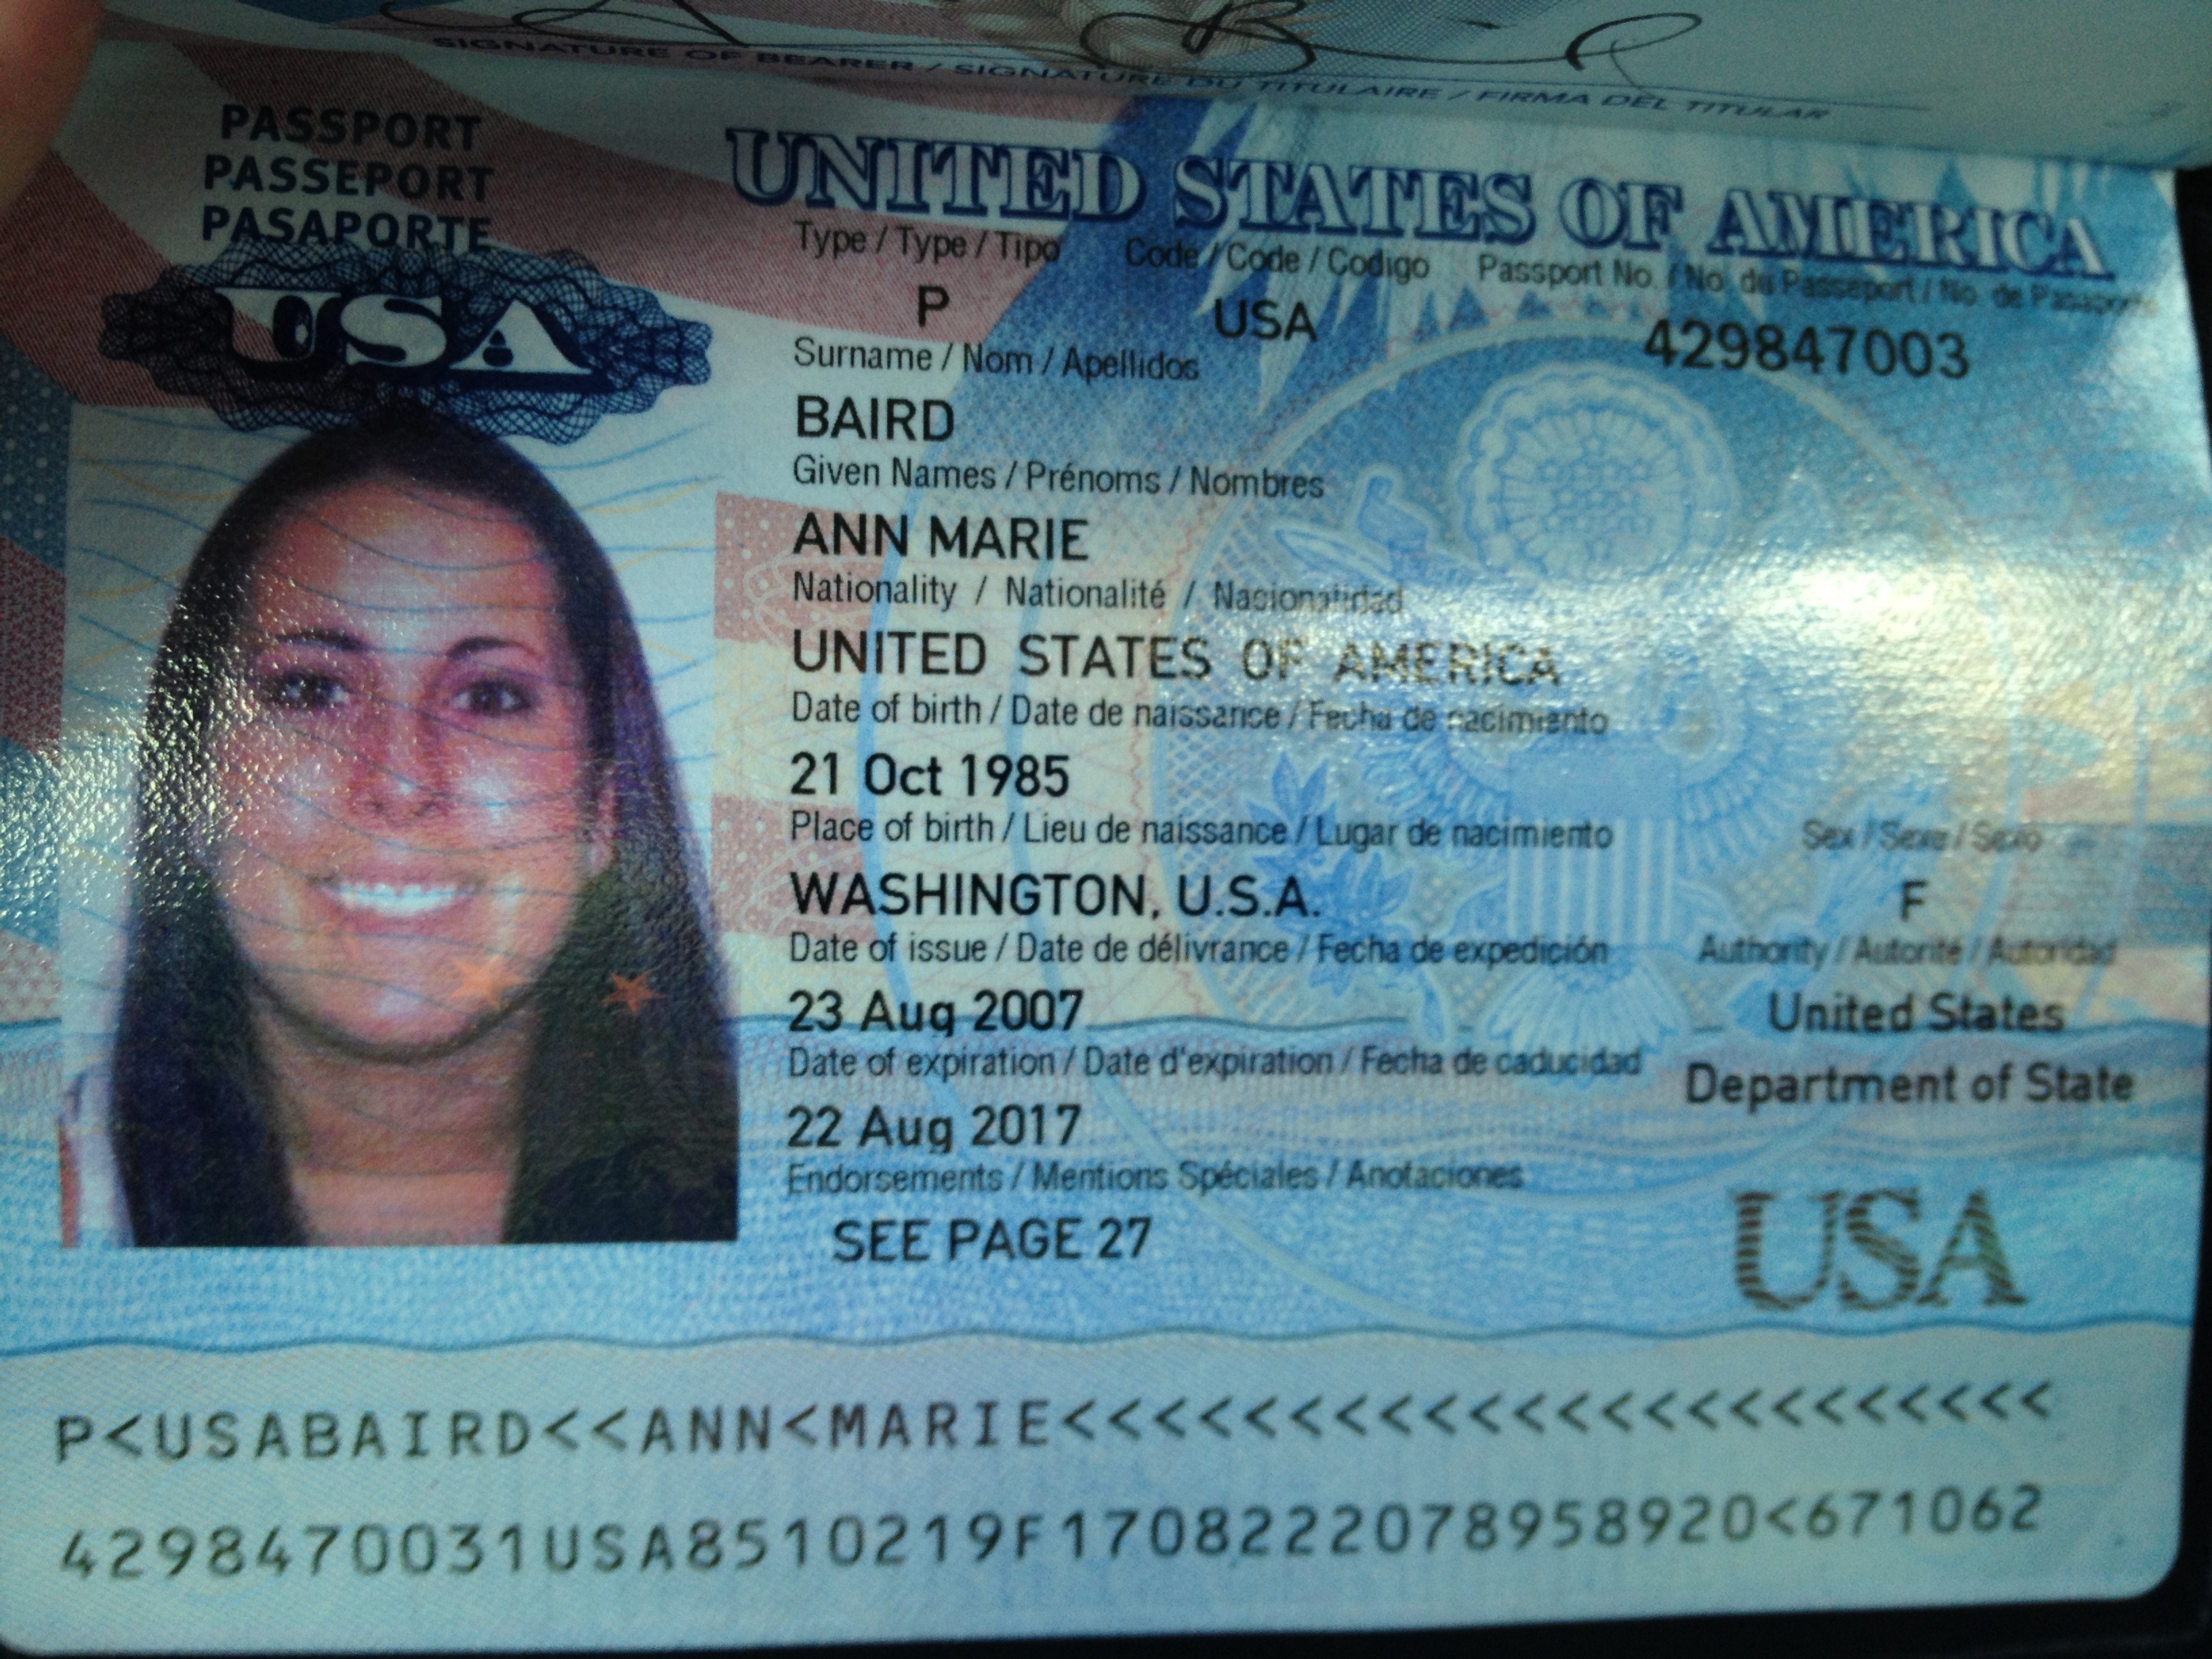 SIGNATURE OF BEARER / SIGNATURE DU TITULAIRE / FIRMA DEL TITULAR
PASSPORT
PASSEPORT
PASAPORTE
USA
UNITED STATES OF AMERICA
Type / Type / Tipo Code / Code / Codigo Passport No. / No. du Passeport / No. de Pasaporte
P USA 429847003
Surname / Nom / Apellidos
BAIRD
Given Names / Prénoms / Nombres
ANN MARIE
Nationality / Nationalité / Nacionalidad
UNITED STATES OF AMERICA
Date of birth / Date de naissance / Fecha de nacimiento
21 Oct 1985
Place of birth / Lieu de naissance / Lugar de nacimiento Sex / Sexe / Sexo
WASHINGTON, U.S.A. F
Date of issue / Date de délivrance / Fecha de expedición Authority / Autorité / Autoridad
23 Aug 2007 United States
Date of expiration / Date d'expiration / Fecha de caducidad Department of State
22 Aug 2017
Endorsements / Mentions Spéciales / Anotaciones
SEE PAGE 27
USA
P<USABAIRD<<ANN<MARIE<<<<<<<<<<<<<<<<<<<<<<<
4298470031USA8510219F1708222078958920<671062